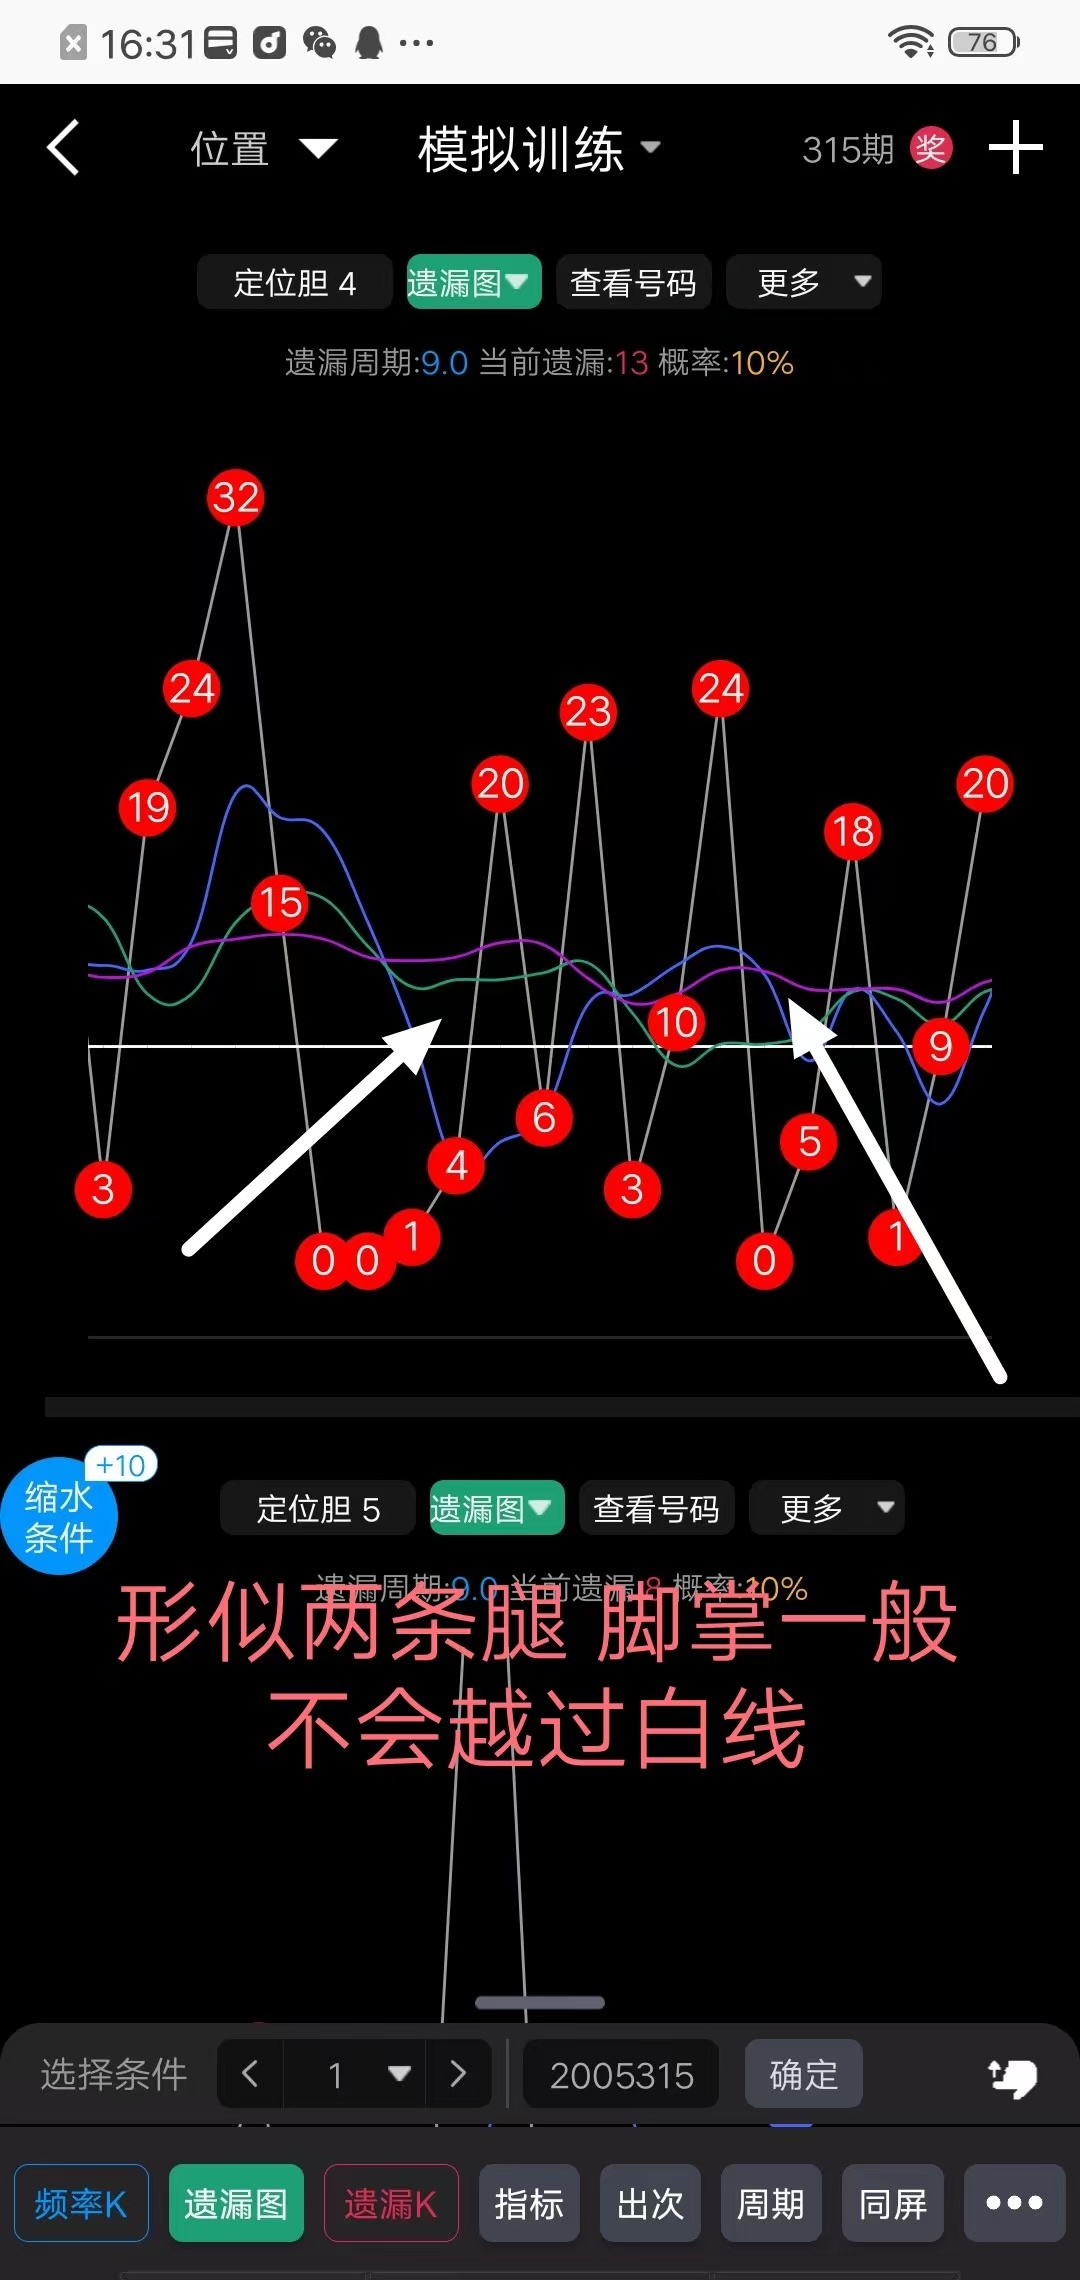 16:31
76
位置 模拟训练 315期 奖
定位胆 4 遗漏图 查看号码 更多
遗漏周期:9.0 当前遗漏:13 概率:10%
32
24
24
23
20
20
19
18
15
10
9
6
5
4
3
3
1
1
0
0
0
+10
缩水
条件
定位胆 5 遗漏图 查看号码 更多
遗漏周期:9.0 当前遗漏:8 概率:10%
形似两条腿 脚掌一般
不会越过白线
选择条件 1 2005315 确定
频率K 遗漏图 遗漏K 指标 出次 周期 同屏